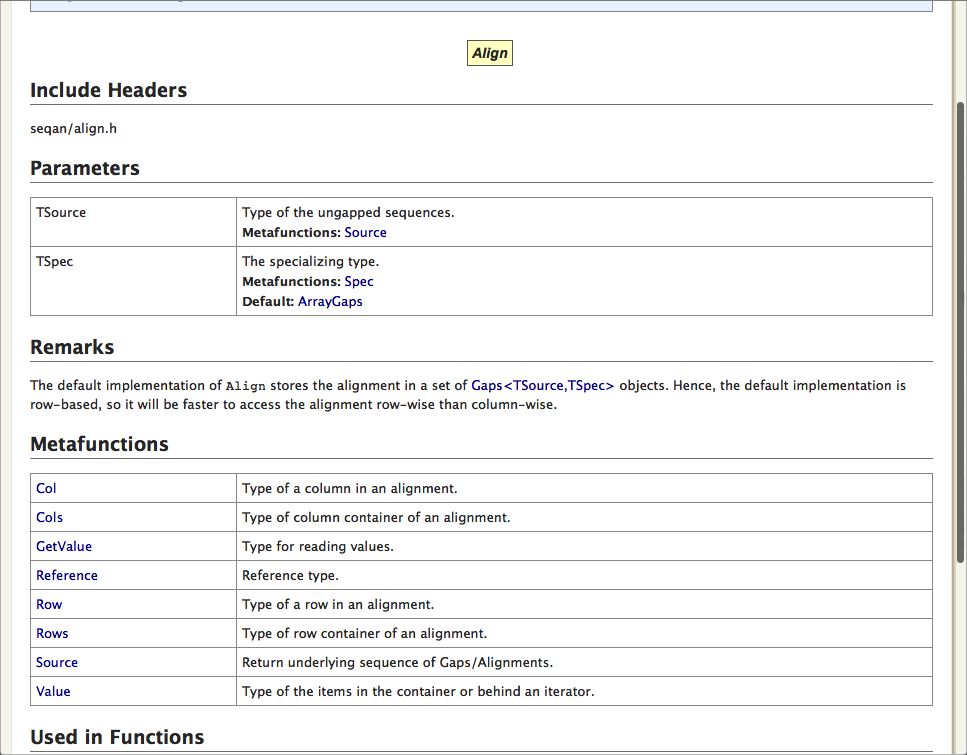 Align
Include Headers
seqan/align.h
Parameters
TSource
Type of the ungapped sequences.
Metafunctions: Source
TSpec
The specializing type.
Metafunctions: Spec
Default: ArrayGaps
Remarks
The default implementation of Align stores the alignment in a set of Gaps<TSource,TSpec> objects. Hence, the default implementation is
row-based, so it will be faster to access the alignment row-wise than column-wise.
Metafunctions
Col Type of a column in an alignment.
Cols Type of column container of an alignment.
GetValue Type for reading values.
Reference Reference type.
Row Type of a row in an alignment.
Rows Type of row container of an alignment.
Source Return underlying sequence of Gaps/Alignments.
Value Type of the items in the container or behind an iterator.
Used in Functions